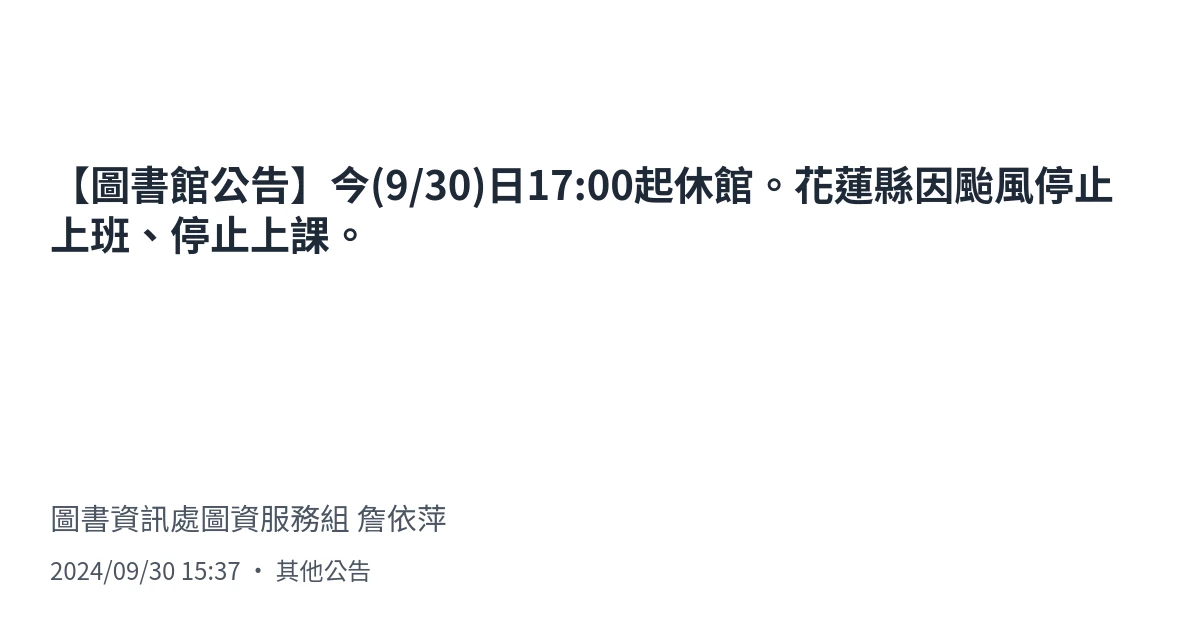 【圖書館公告】今(9/30)日17:00起休館。花蓮縣因颱風停止
上班、停止上課。
圖書資訊處圖資服務組 詹依萍
2024/09/30 15:37 · 其他公告